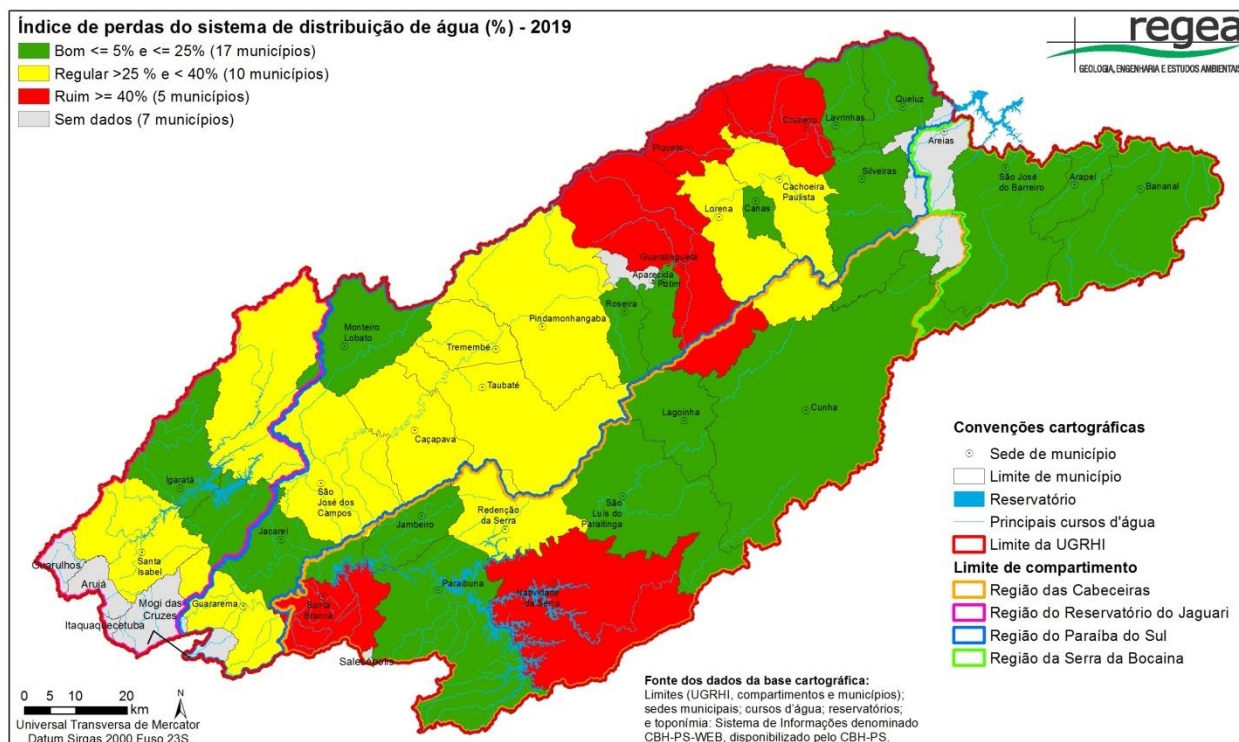 Índice de perdas do sistema de distribuição de água (%) - 2019
Bom <= 5% e <= 25% (17 municípios)
Regular >25 % e < 40% (10 municípios)
Ruim >= 40% (5 municípios)
Sem dados (7 municípios)
regea
GEOLOGIA, ENGENHARIA E ESTUDOS AMBIENTAIS
Queluz
Lavrinhas
Cruzeiro
Areias
Piquete
São José
do Barreiro
Arapeí
Bananal
Silveiras
Cachoeira
Paulista
Canas
Lorena
Guaratinguetá
Aparecida
Potim
Roseira
Pindamonhangaba
Monteiro
Lobato
Tremembé
Taubaté
Lagoinha
Cunha
Caçapava
Igaratá
São
José dos
Campos
São
Luís do
Paraitinga
Redenção
da Serra
Jambeiro
Jacareí
Santa
Isabel
Guarulhos
Arujá
Mogi das
Cruzes
Itaquaquecetuba
Guararema
Santa
Branca
Paraibuna
Natividade
da Serra
Salesópolis
Convenções cartográficas
Sede de município
Limite de município
Reservatório
Principais cursos d'água
Limite da UGRHI
Limite de compartimento
Região das Cabeceiras
Região do Reservatório do Jaguari
Região do Paraíba do Sul
Região da Serra da Bocaina
0 5 10 20
km
N
Universal Transversa de Mercator
Datum Sirgas 2000 Fuso 23S
Fonte dos dados da base cartográfica:
Limites (UGRHI, compartimentos e municípios);
sedes municipais; cursos d'água; reservatórios;
e toponímia: Sistema de Informações denominado
CBH-PS-WEB, disponibilizado pelo CBH-PS.